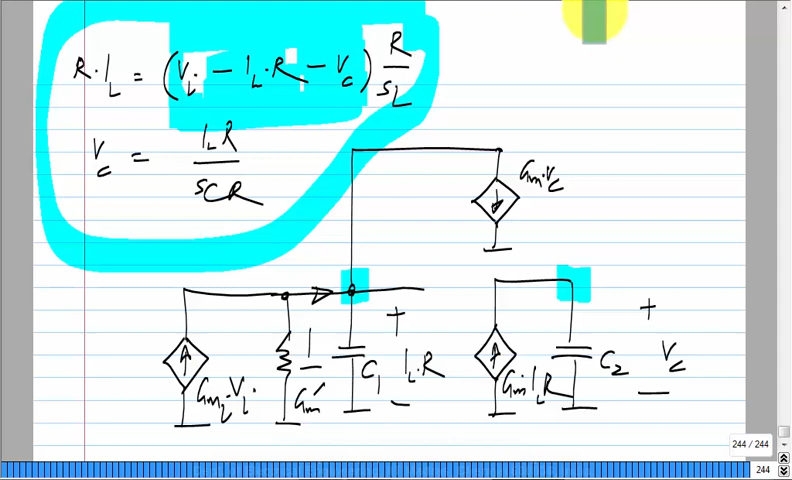 R·I_L = (V_i − I_L·R − V_C) R/sL
V_C = I_L R / sCR
Gm·V_C
+ +
Gm_i·V_i 1/Gm C_1 I_L·R Gm·I_L R C_2 V_C
− −
244 / 244